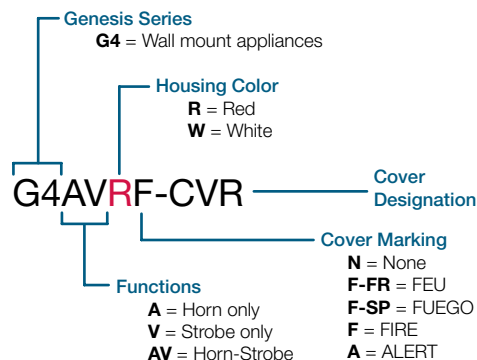 Genesis Series
G4 = Wall mount appliances
Housing Color
R = Red
W = White
G4AVRF-CVR
Cover
Designation
Cover Marking
N = None
F-FR = FEU
F-SP = FUEGO
F = FIRE
A = ALERT
Functions
A = Horn only
V = Strobe only
AV = Horn-Strobe